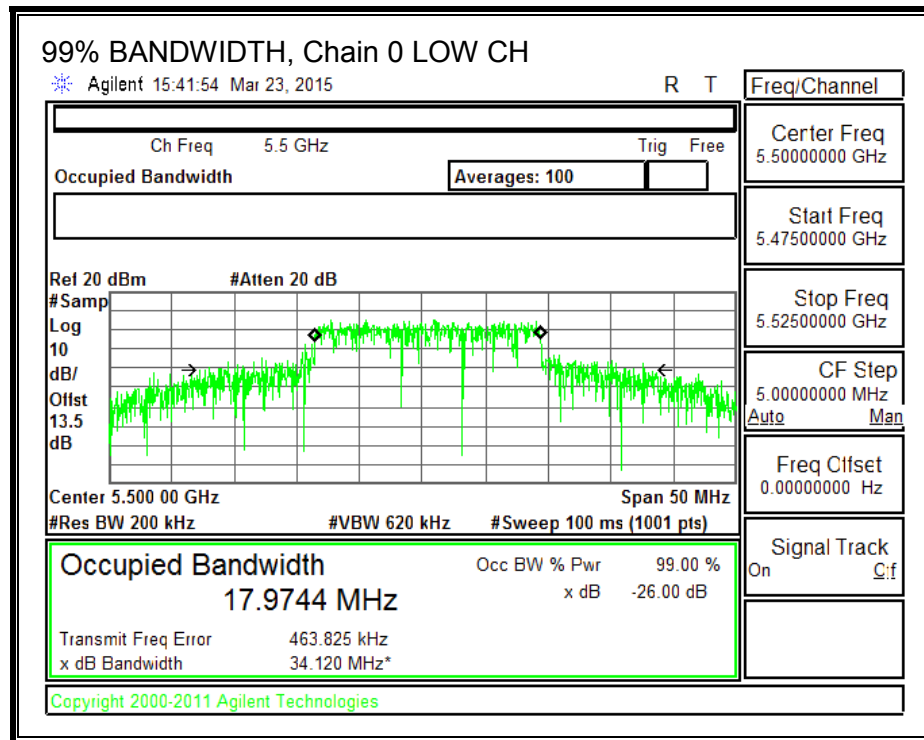 99% BANDWIDTH, Chain 0 LOW CH
Agilent 15:41:54 Mar 23, 2015 R T
Freq/Channel
Ch Freq 5.5 GHz Trig Free
Occupied Bandwidth Averages: 100
Ref 20 dBm #Atten 20 dB
#Samp
Log
10
dB/
Offst
13.5
dB
Center 5.500 00 GHz Span 50 MHz
#Res BW 200 kHz #VBW 620 kHz #Sweep 100 ms (1001 pts)
Occupied Bandwidth Occ BW % Pwr 99.00 %
17.9744 MHz x dB -26.00 dB
Transmit Freq Error 463.825 kHz
x dB Bandwidth 34.120 MHz*
Copyright 2000-2011 Agilent Technologies
Center Freq
5.50000000 GHz
Start Freq
5.47500000 GHz
Stop Freq
5.52500000 GHz
CF Step
5.00000000 MHz
Auto Man
Freq Offset
0.00000000 Hz
Signal Track
On Off